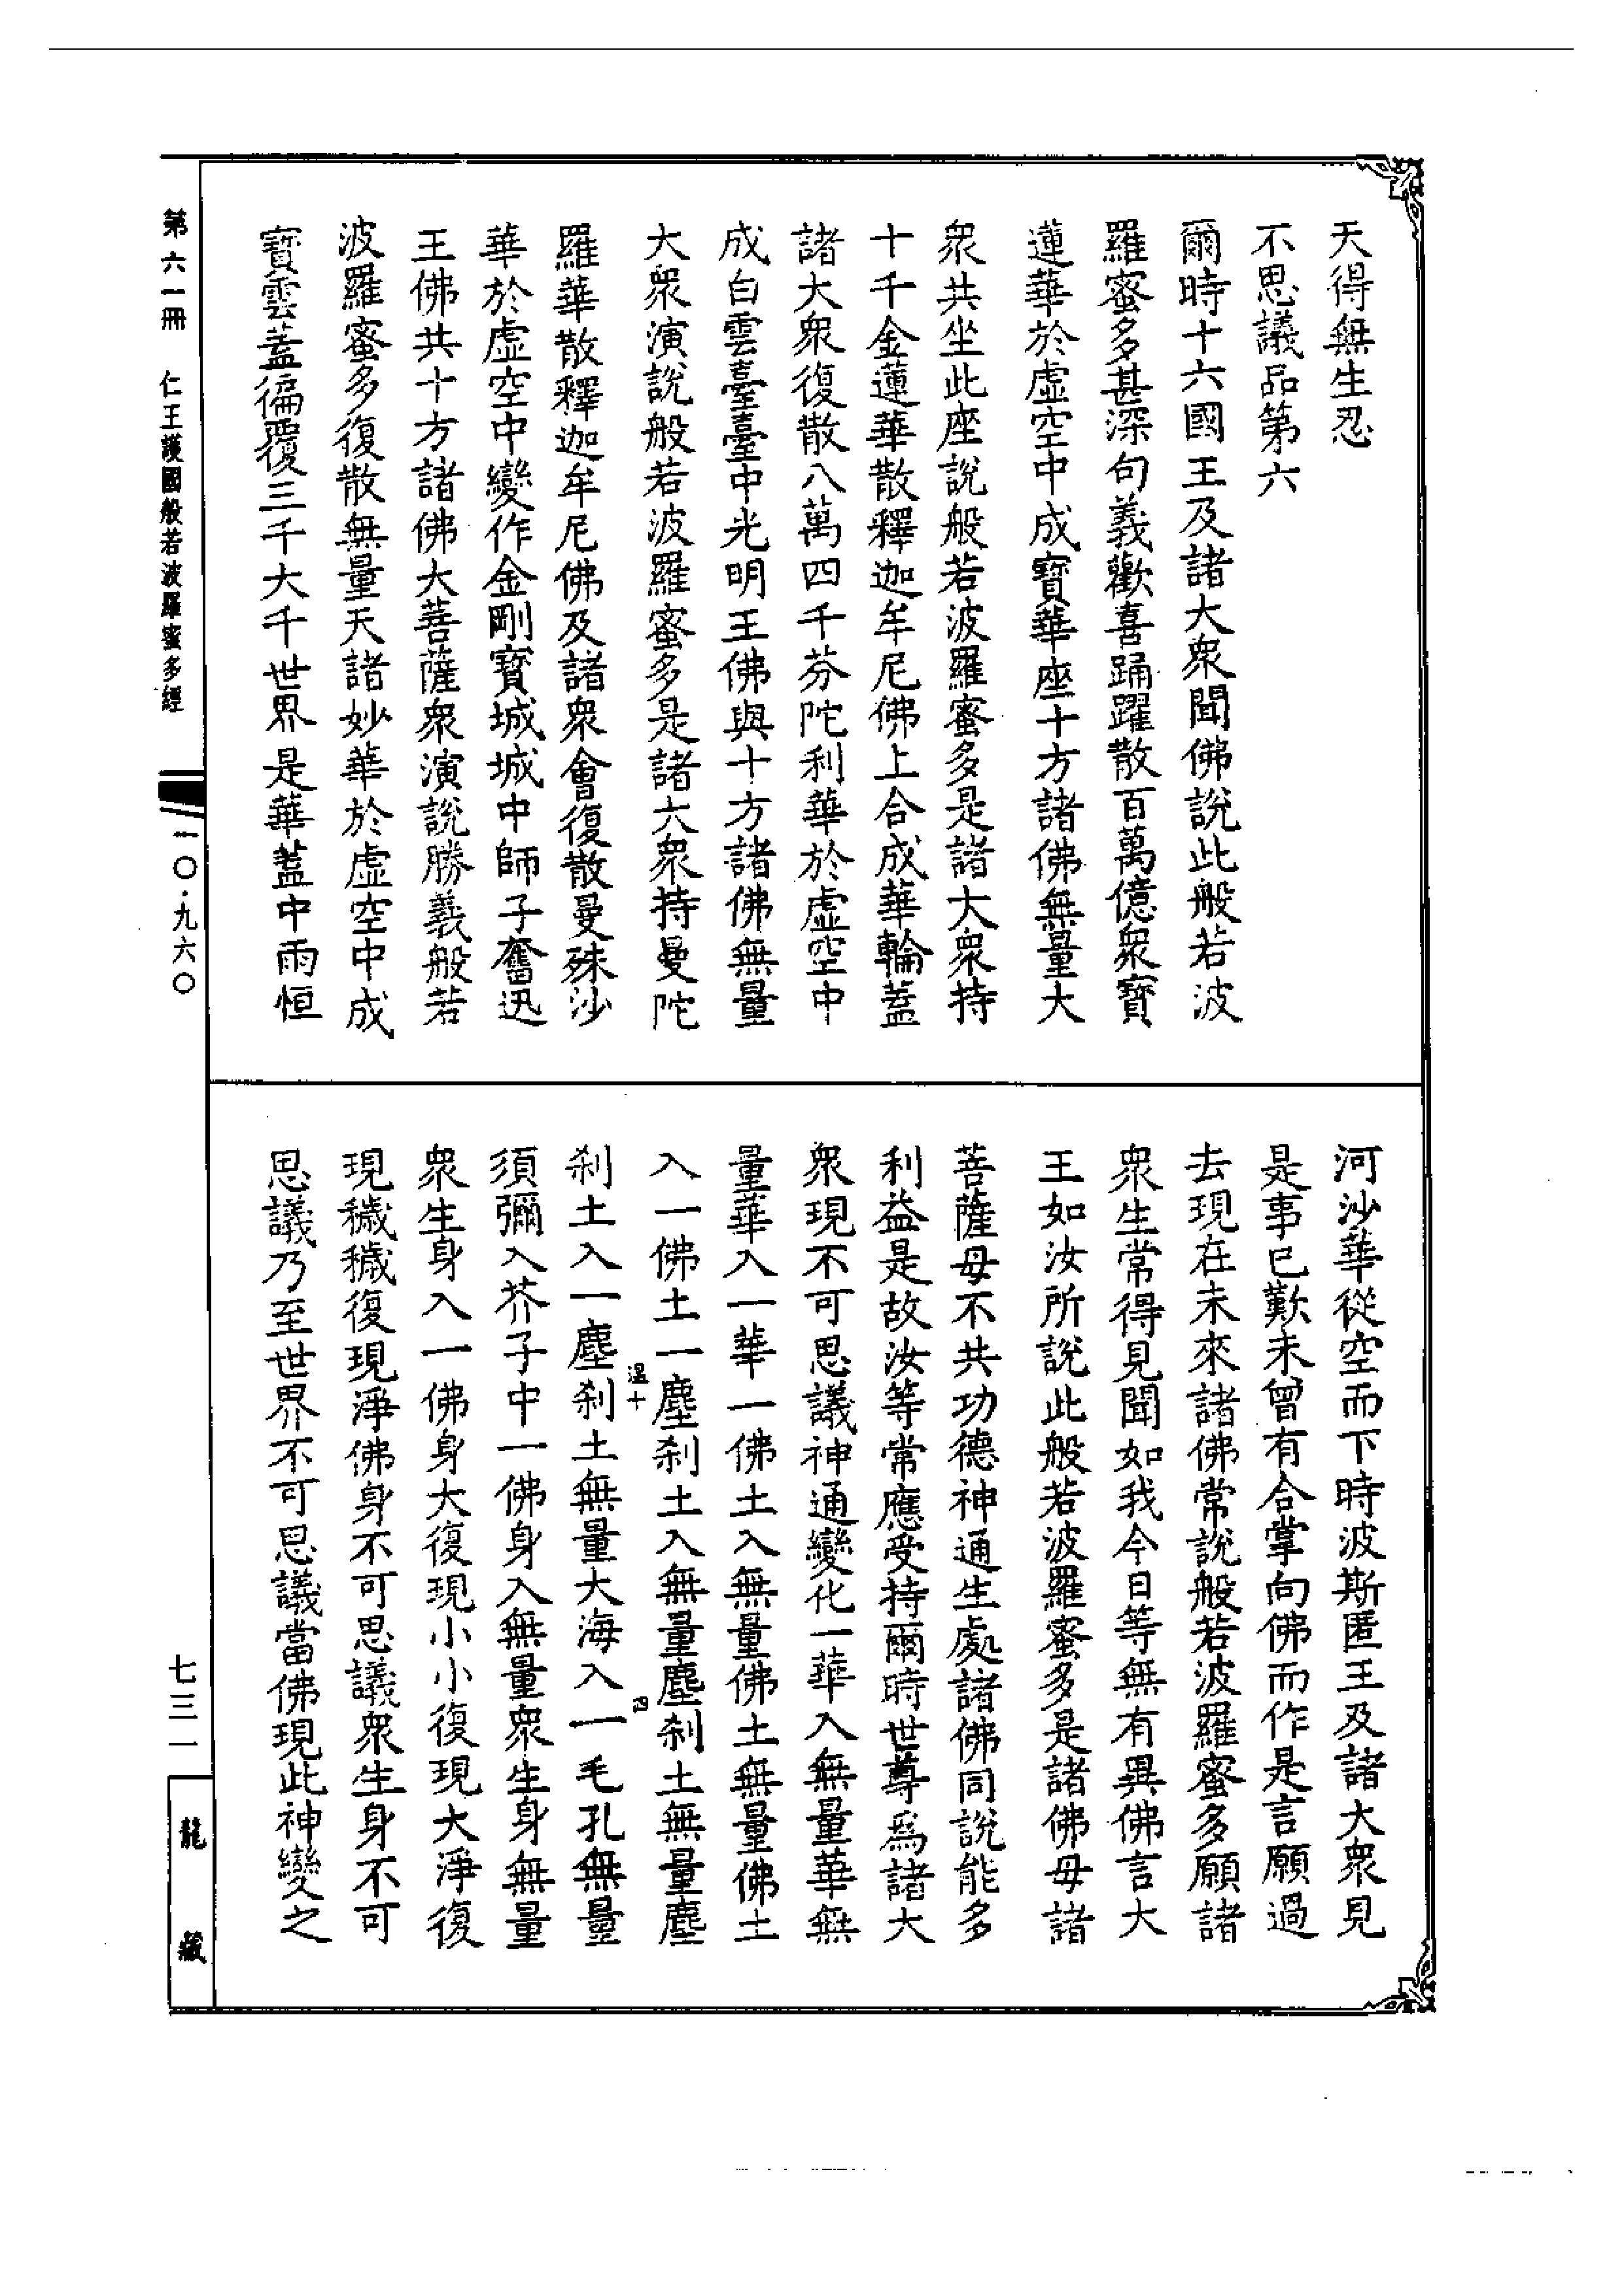 天得無生忍
不思議品第六
爾時十六國王及諸大眾聞佛說此般若波
羅蜜多甚深句義歡喜踊躍散百萬億眾寶
蓮華於虛空中成寶華座十方諸佛無量大
眾共坐此座說般若波羅蜜多是諸大眾持
十千金蓮華散釋迦牟尼佛上合成華輪蓋
諸大眾復散八萬四千芬陀利華於虛空中
成白雲臺臺中光明王佛與十方諸佛無量
大眾演說般若波羅蜜多是諸大眾持曼陀
羅華散釋迦牟尼佛及諸眾會復散曼殊沙
華於虛空中變作金剛寶城城中師子奮迅
王佛共十方諸佛大菩薩眾演說勝義般若
波羅蜜多復散無量天諸妙華於虛空中成
寶雲蓋徧覆三千大千世界是華蓋中雨恒
河沙華從空而下時波斯匿王及諸大眾見
是事已歎未曾有合掌向佛而作是言願過
去現在未來諸佛常說般若波羅蜜多願諸
眾生常得見聞如我今日等無有異佛言大
王如汝所說此般若波羅蜜多是諸佛母諸
菩薩母不共功德神通生處諸佛同說能多
利益是故汝等常應受持爾時世尊為諸大
眾現不可思議神通變化一華入無量華無
量華入一華一佛土入無量佛土無量佛土
入一佛土一塵剎土入無量塵剎土無量塵
溫十
四
剎土入一塵剎土無量大海入一毛孔無量
須彌入芥子中一佛身入無量眾生身無量
眾生身入一佛身大復現小小復現大淨復
現穢穢復現淨佛身不可思議眾生身不可
思議乃至世界不可思議當佛現此神變之
第六一冊 仁王護國般若波羅蜜多經
一〇·九六〇
七三一
龍藏